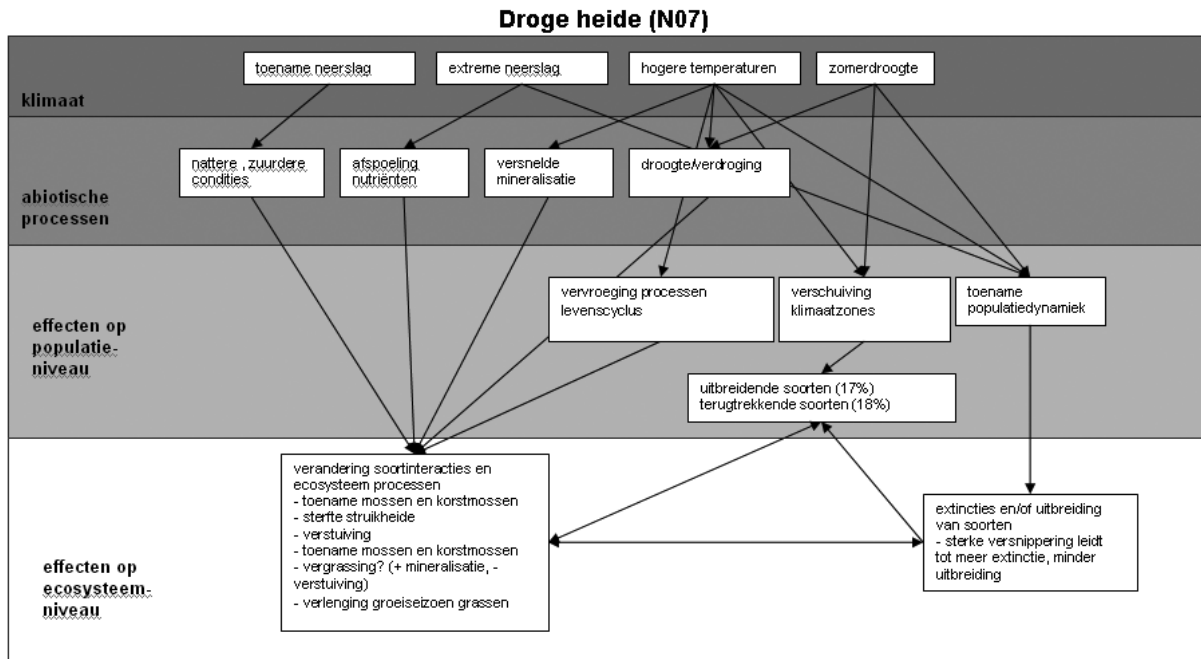 Droge heide (N07)
toename neerslag
extreme neerslag
hogere temperaturen
zomerdroogte
klimaat
nattere ,zuurdere
condities
afspoeling
nutriënten
versnelde
mineralisatie
droogte/verdroging
abiotische
processen
vervroeging processen
levenscyclus
verschuiving
klimaatzones
toename
populatiedynamiek
effecten op
populatie-
niveau
uitbreidende soorten (17%)
terugtrekkende soorten (18%)
verandering soortinteracties en
ecosysteem processen
- toename mossen en korstmossen
- sterfte struikheide
- verstuiving
- toename mossen en korstmossen
- vergrassing? (+ mineralisatie, -
verstuiving)
- verlenging groeiseizoen grassen
extincties en/of uitbreiding
van soorten
- sterke versnippering leidt
tot meer extinctie, minder
uitbreiding
effecten op
ecosysteem-
niveau